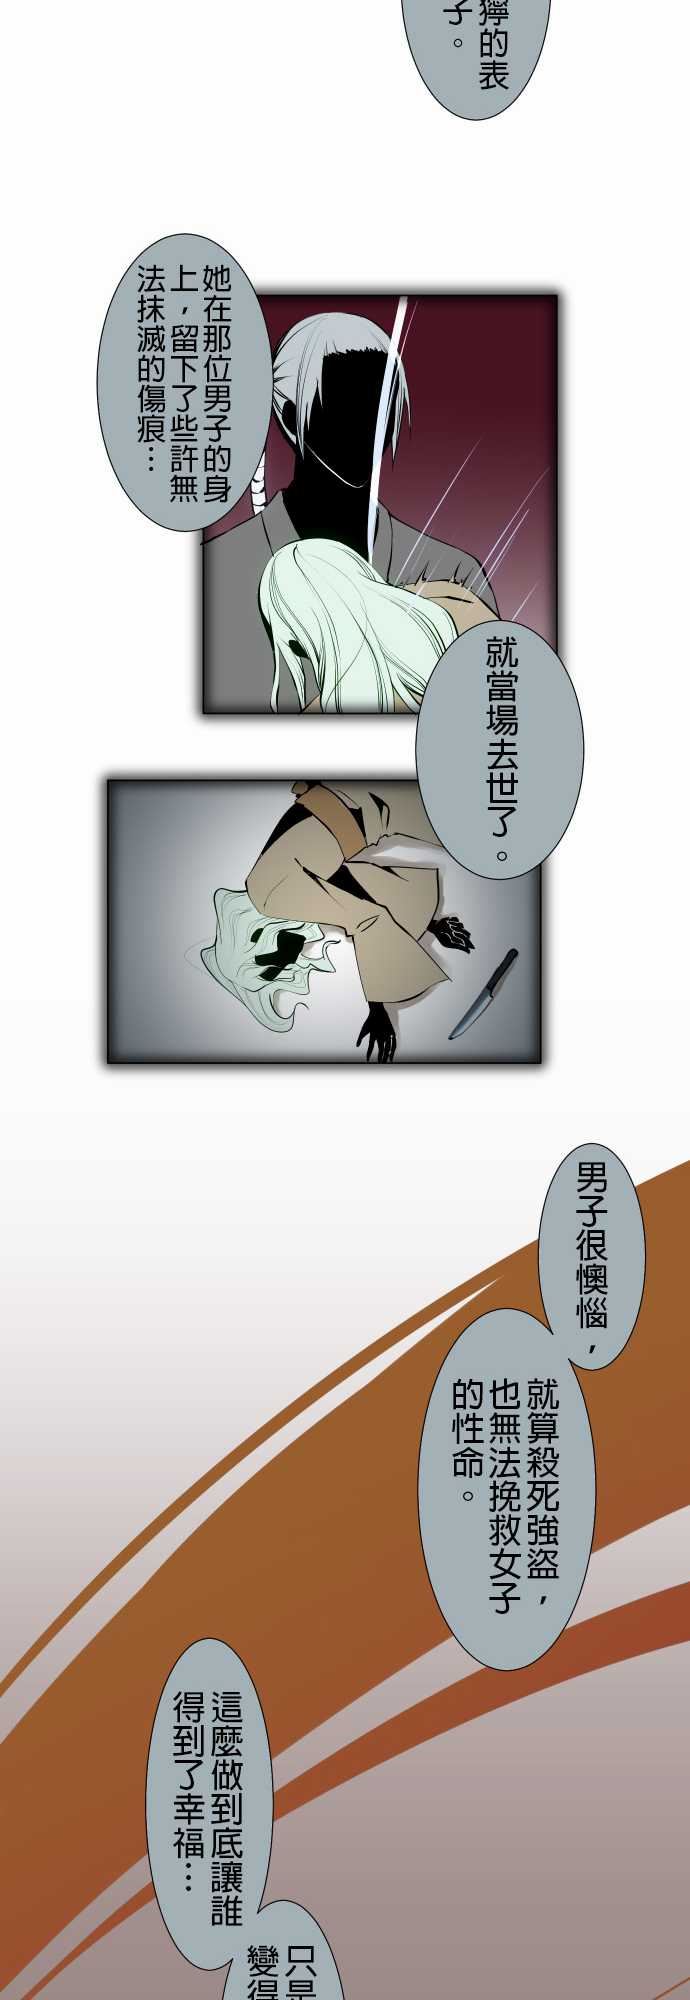 獰的表
子。
她在那位男子的身
上，留下了些許無
法抹滅的傷痕…
就當場去世了。
男子很懊惱，
就算殺死強盜，
也無法挽救女子
的性命。
這麼做到底讓誰
得到了幸福…
只是
變得